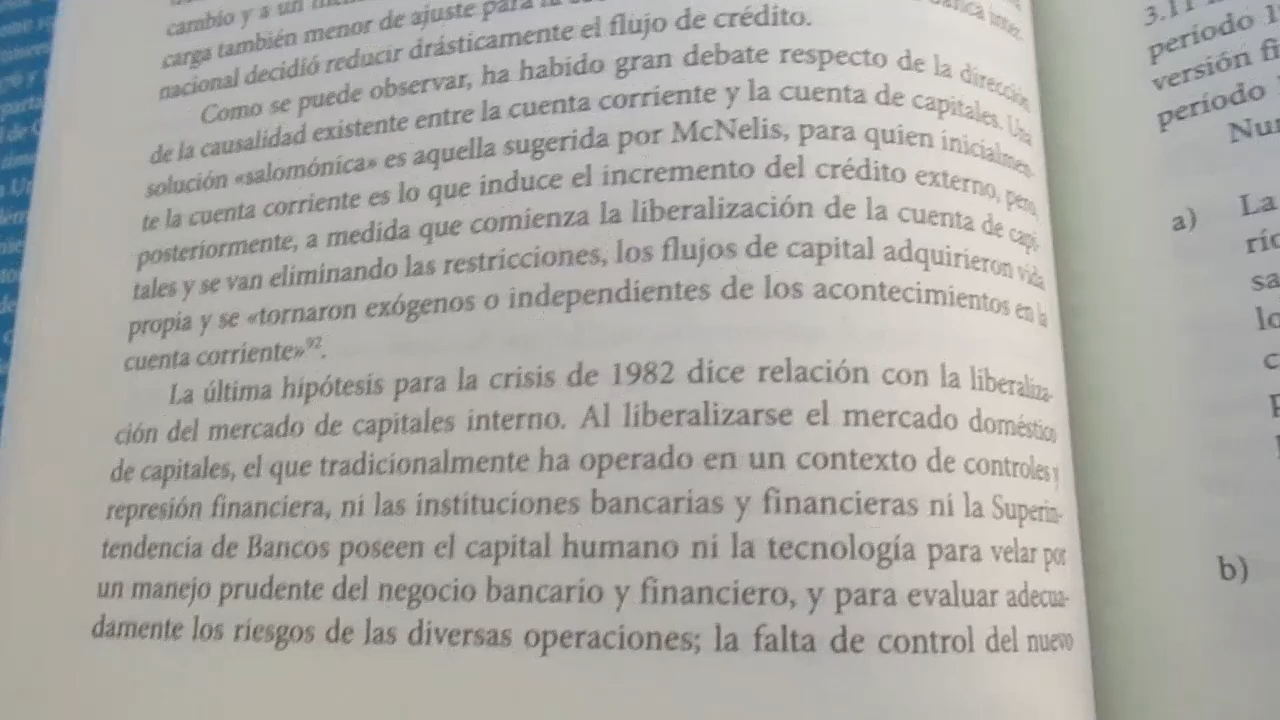 cambio y a un
carga también menor de ajuste para
nacional decidió reducir drásticamente el flujo de crédito.
Como se puede observar, ha habido gran debate respecto de la dirección
de la causalidad existente entre la cuenta corriente y la cuenta de capitales. Una
solución «salomónica» es aquella sugerida por McNelis, para quien inicialmen-
te la cuenta corriente es lo que induce el incremento del crédito externo, pero,
posteriormente, a medida que comienza la liberalización de la cuenta de capi-
tales y se van eliminando las restricciones, los flujos de capital adquirieron vida
propia y se «tornaron exógenos o independientes de los acontecimientos en la
cuenta corriente»92.
La última hipótesis para la crisis de 1982 dice relación con la liberaliza-
ción del mercado de capitales interno. Al liberalizarse el mercado doméstico
de capitales, el que tradicionalmente ha operado en un contexto de controles y
represión financiera, ni las instituciones bancarias y financieras ni la Superin-
tendencia de Bancos poseen el capital humano ni la tecnología para velar por
un manejo prudente del negocio bancario y financiero, y para evaluar adecua-
damente los riesgos de las diversas operaciones; la falta de control del nuevo
3.11
período
versión
período
a) La
b)